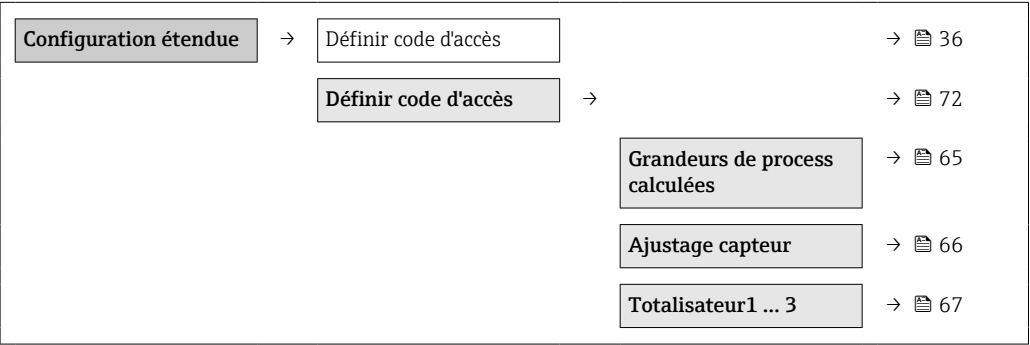 Configuration étendue → Définir code d'accès → 36
Définir code d'accès → → 72
Grandeurs de process → 65
calculées
Ajustage capteur → 66
Totalisateur1 ... 3 → 67